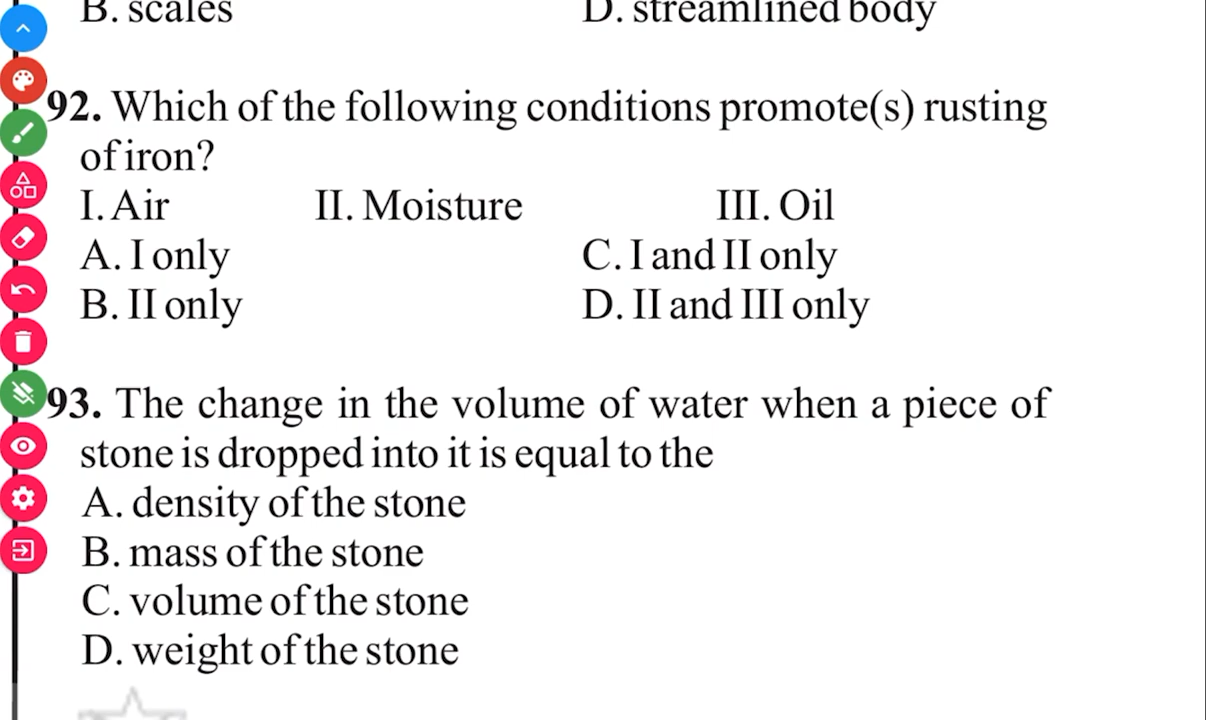 B. scales D. streamlined body
92. Which of the following conditions promote(s) rusting
of iron?
I. Air II. Moisture III. Oil
A. I only C. I and II only
B. II only D. II and III only
93. The change in the volume of water when a piece of
stone is dropped into it is equal to the
A. density of the stone
B. mass of the stone
C. volume of the stone
D. weight of the stone